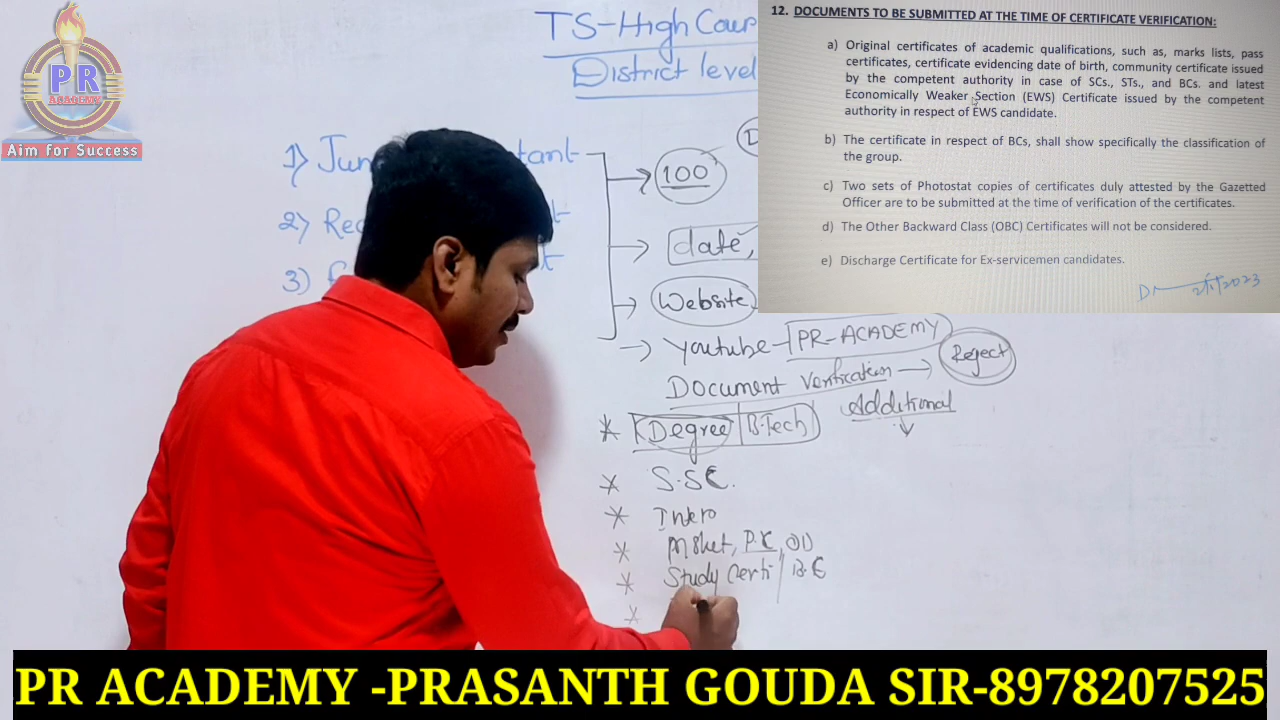 PR
ACADEMY
Aim for Success
TS-High Cour
District level
1) Jun tant
2) Rec
3) F
100
date,
Website
Youtube - PR-ACADEMY
Document Verification → Reject
Additional
* Degree B.Tech
* S.SC.
* Inter
* M Shet, P.C, OD
* Study Certi / B.C
*
12. DOCUMENTS TO BE SUBMITTED AT THE TIME OF CERTIFICATE VERIFICATION:
a) Original certificates of academic qualifications, such as, marks lists, pass
certificates, certificate evidencing date of birth, community certificate issued
by the competent authority in case of SCs., STs., and BCs. and latest
Economically Weaker Section (EWS) Certificate issued by the competent
authority in respect of EWS candidate.
b) The certificate in respect of BCs, shall show specifically the classification of
the group.
c) Two sets of Photostat copies of certificates duly attested by the Gazetted
Officer are to be submitted at the time of verification of the certificates.
d) The Other Backward Class (OBC) Certificates will not be considered.
e) Discharge Certificate for Ex-servicemen candidates.
PR ACADEMY -PRASANTH GOUDA SIR-8978207525